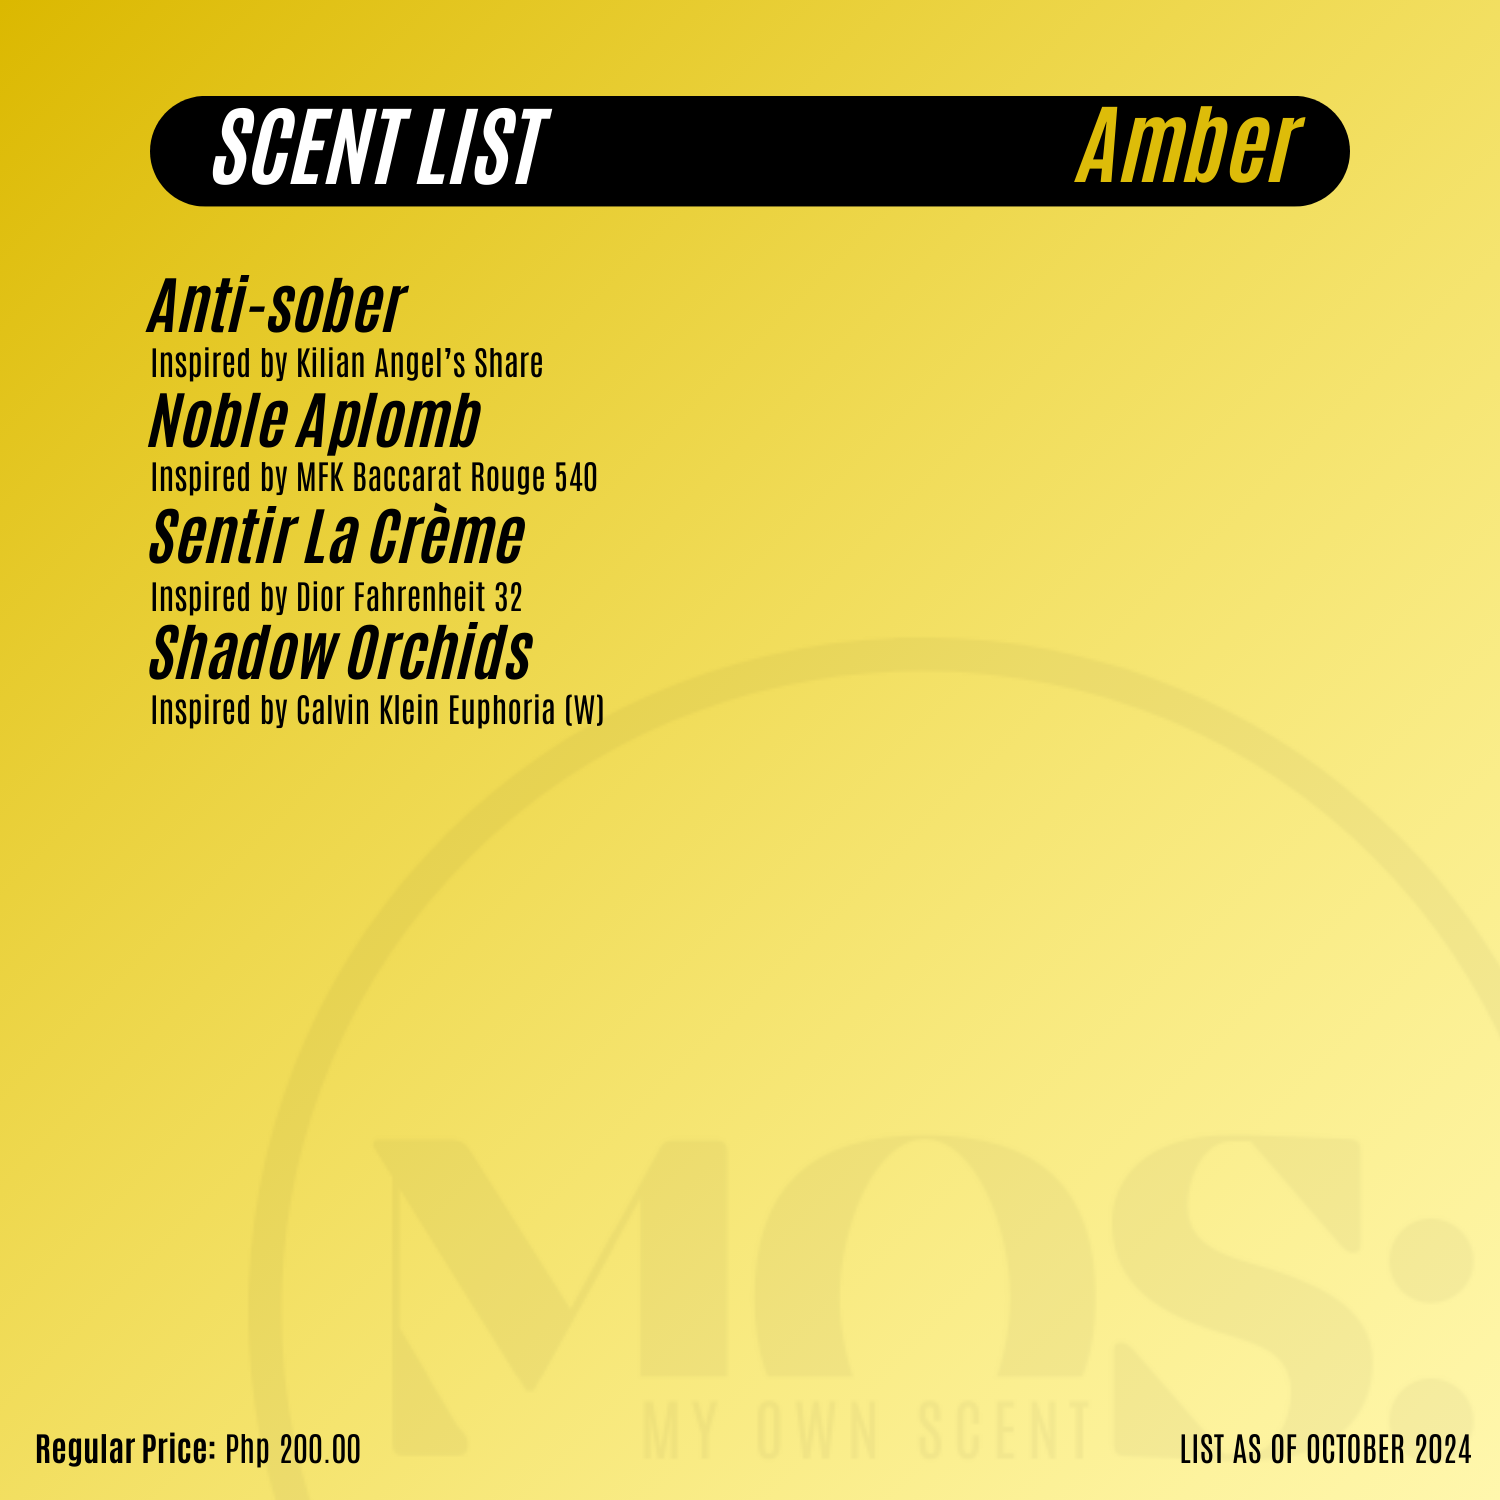 SCENT LIST Amber
Anti-sober
Inspired by Kilian Angel’s Share
Noble Aplomb
Inspired by MFK Baccarat Rouge 540
Sentir La Crème
Inspired by Dior Fahrenheit 32
Shadow Orchids
Inspired by Calvin Klein Euphoria (W)
MOS:
MY OWN SCENT
Regular Price: Php 200.00 LIST AS OF OCTOBER 2024